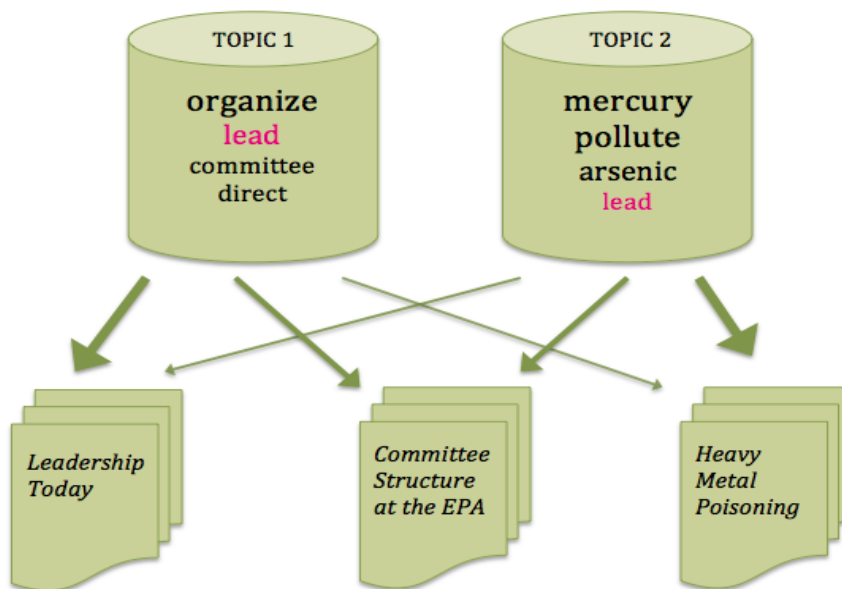 TOPIC 1
organize
lead
committee
direct
TOPIC 2
mercury
pollute
arsenic
lead
Leadership
Today
Committee
Structure
at the EPA
Heavy
Metal
Poisoning